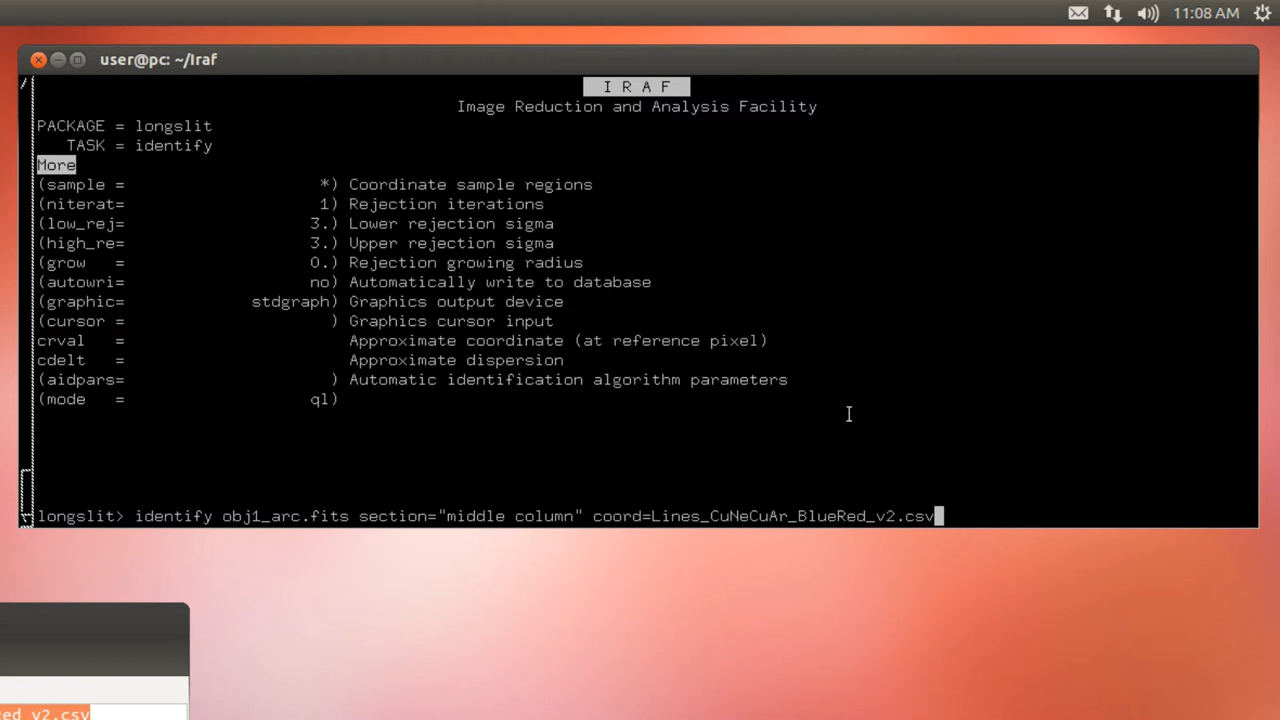 11:08 AM
user@pc: ~/Iraf
I R A F
Image Reduction and Analysis Facility
PACKAGE = longslit
TASK = identify
More
(sample = *) Coordinate sample regions
(niterat= 1) Rejection iterations
(low_rej= 3.) Lower rejection sigma
(high_re= 3.) Upper rejection sigma
(grow = 0.) Rejection growing radius
(autowri= no) Automatically write to database
(graphic= stdgraph) Graphics output device
(cursor = ) Graphics cursor input
crval = Approximate coordinate (at reference pixel)
cdelt = Approximate dispersion
(aidpars= ) Automatic identification algorithm parameters
(mode = ql)
longslit> identify obj1_arc.fits section="middle column" coord=Lines_CuNeCuAr_BlueRed_v2.csv
ed_v2.csv